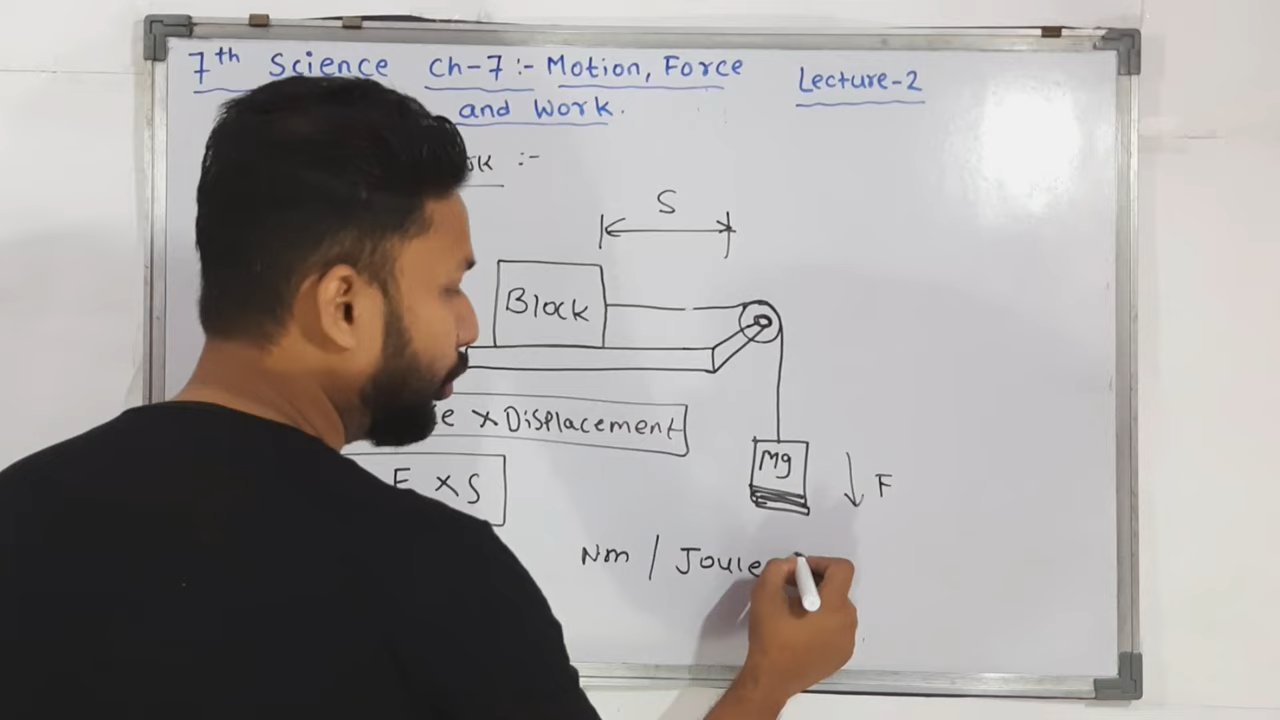 7th Science Ch-7 :- Motion, Force Lecture-2
and Work.
:-
S
Block
x Displacement
Mg
F x S
F
Nm / Joule